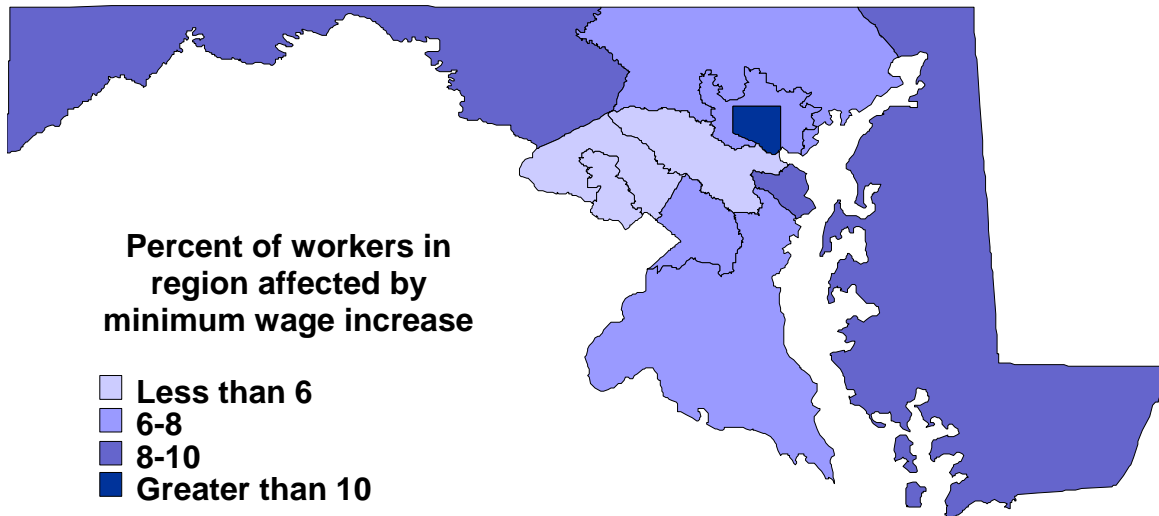 Percent of workers in
region affected by
minimum wage increase
Less than 6
6-8
8-10
Greater than 10